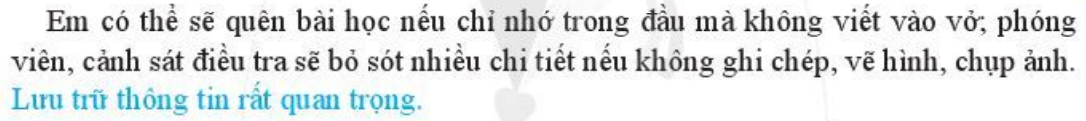 Em có thể sẽ quên bài học nếu chỉ nhớ trong đầu mà không viết vào vở; phóng
viên, cảnh sát điều tra sẽ bỏ sót nhiều chi tiết nếu không ghi chép, vẽ hình, chụp ảnh.
Lưu trữ thông tin rất quan trọng.